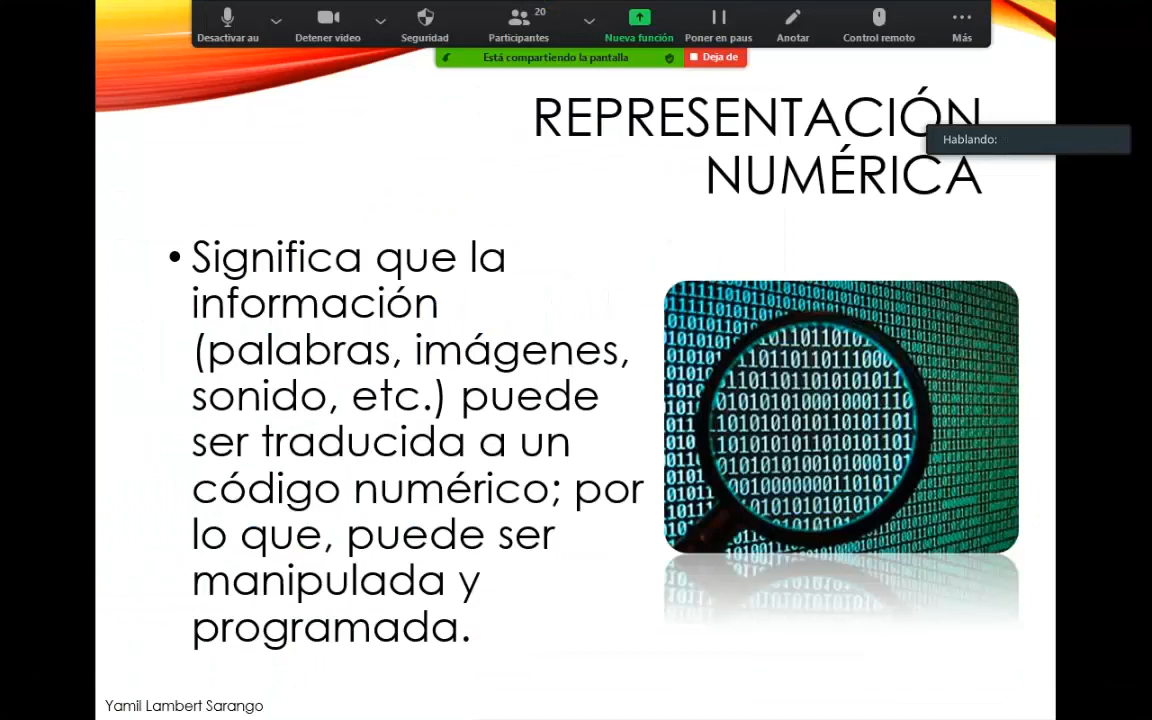 Desactivar au
Detener video
Seguridad
20
Participantes
Nueva función
Poner en paus
Anotar
Control remoto
Más
Está compartiendo la pantalla
Deja de
REPRESENTACIÓN
Hablando:
NUMÉRICA
• Significa que la
información
(palabras, imágenes,
sonido, etc.) puede
ser traducida a un
código numérico; por
lo que, puede ser
manipulada y
programada.
Yamil Lambert Sarango